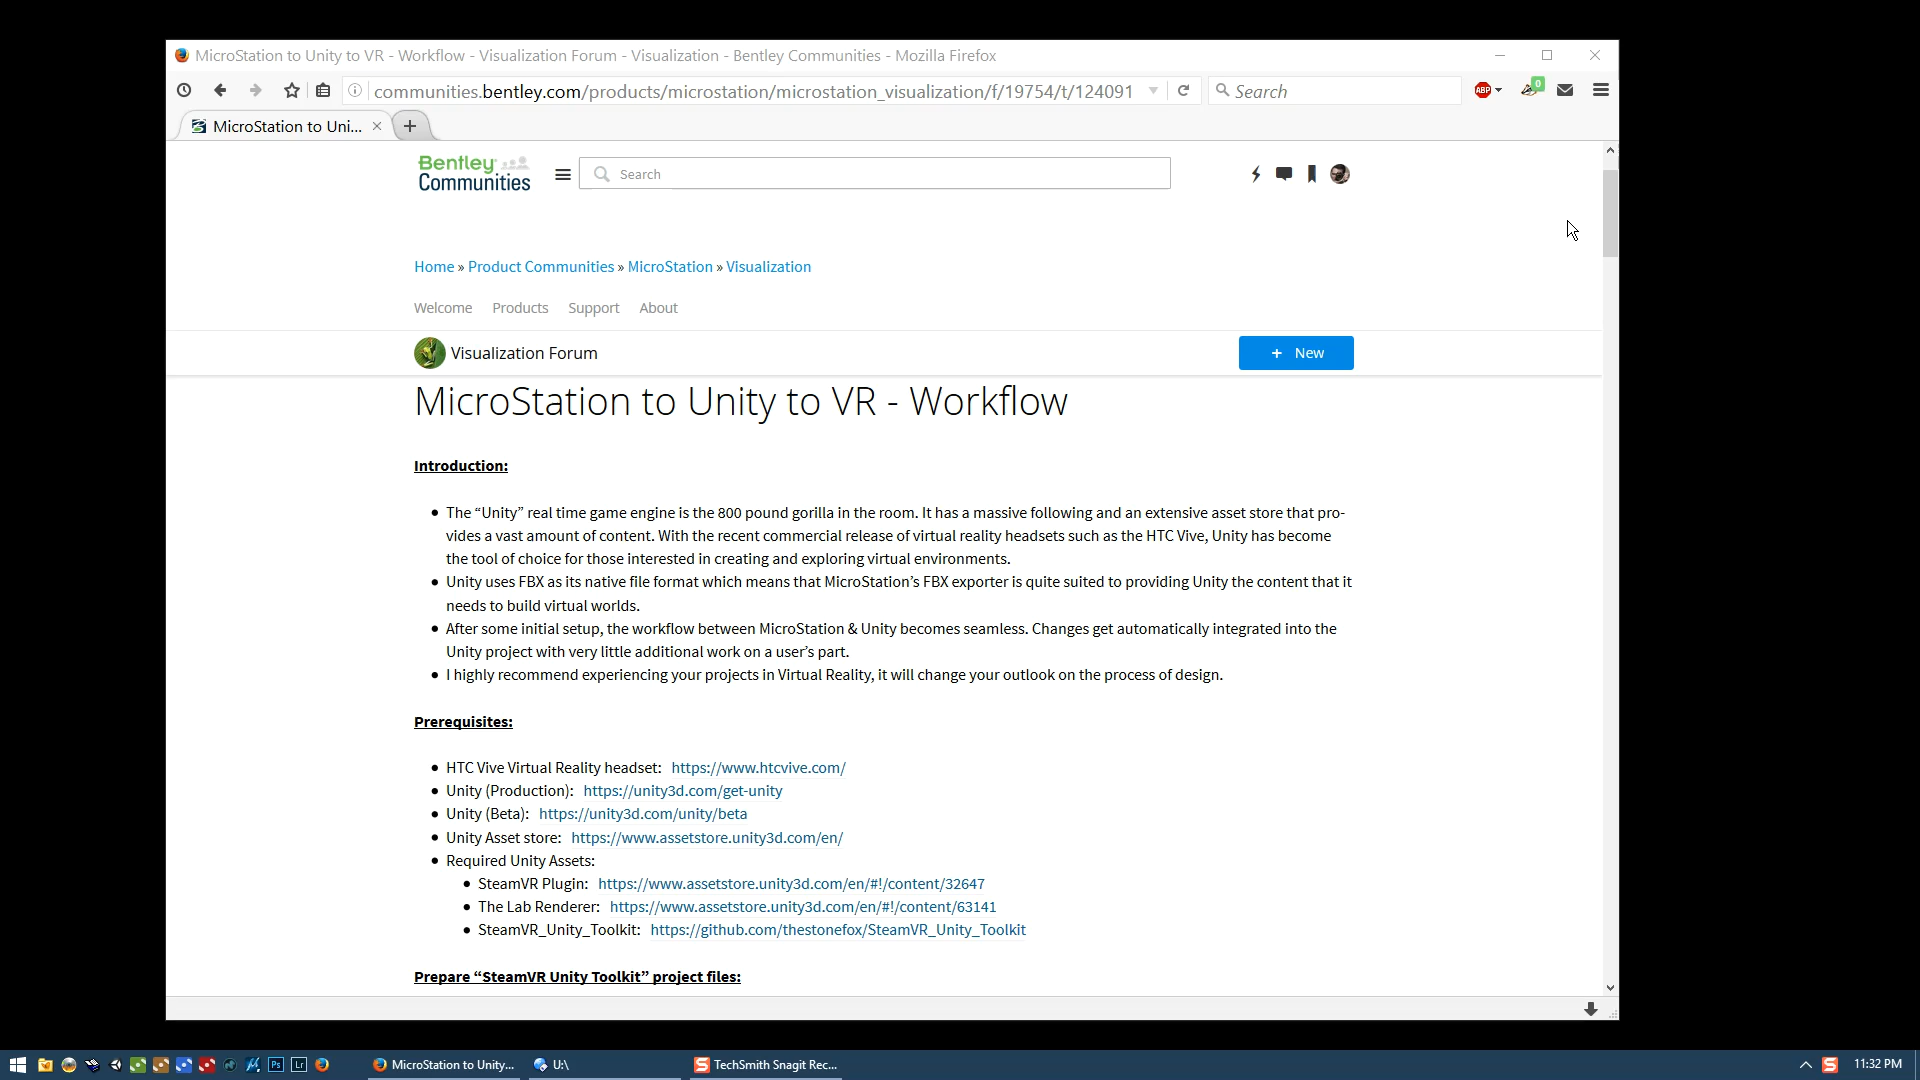 MicroStation to Unity to VR - Workflow - Visualization Forum - Visualization - Bentley Communities - Mozilla Firefox
communities.bentley.com/products/microstation/microstation_visualization/f/19754/t/124091
Search
ABP
0
MicroStation to Uni...
Bentley
Communities
Search
Home » Product Communities » MicroStation » Visualization
Welcome Products Support About
Visualization Forum
+ New
MicroStation to Unity to VR - Workflow
Introduction:
• The “Unity” real time game engine is the 800 pound gorilla in the room. It has a massive following and an extensive asset store that pro-
vides a vast amount of content. With the recent commercial release of virtual reality headsets such as the HTC Vive, Unity has become
the tool of choice for those interested in creating and exploring virtual environments.
• Unity uses FBX as its native file format which means that MicroStation’s FBX exporter is quite suited to providing Unity the content that it
needs to build virtual worlds.
• After some initial setup, the workflow between MicroStation & Unity becomes seamless. Changes get automatically integrated into the
Unity project with very little additional work on a user’s part.
• I highly recommend experiencing your projects in Virtual Reality, it will change your outlook on the process of design.
Prerequisites:
• HTC Vive Virtual Reality headset: https://www.htcvive.com/
• Unity (Production): https://unity3d.com/get-unity
• Unity (Beta): https://unity3d.com/unity/beta
• Unity Asset store: https://www.assetstore.unity3d.com/en/
• Required Unity Assets:
• SteamVR Plugin: https://www.assetstore.unity3d.com/en/#!/content/32647
• The Lab Renderer: https://www.assetstore.unity3d.com/en/#!/content/63141
• SteamVR_Unity_Toolkit: https://github.com/thestonefox/SteamVR_Unity_Toolkit
Prepare “SteamVR Unity Toolkit” project files:
Ps
Lr
MicroStation to Unity...
U:\
S
TechSmith Snagit Rec...
S
11:32 PM